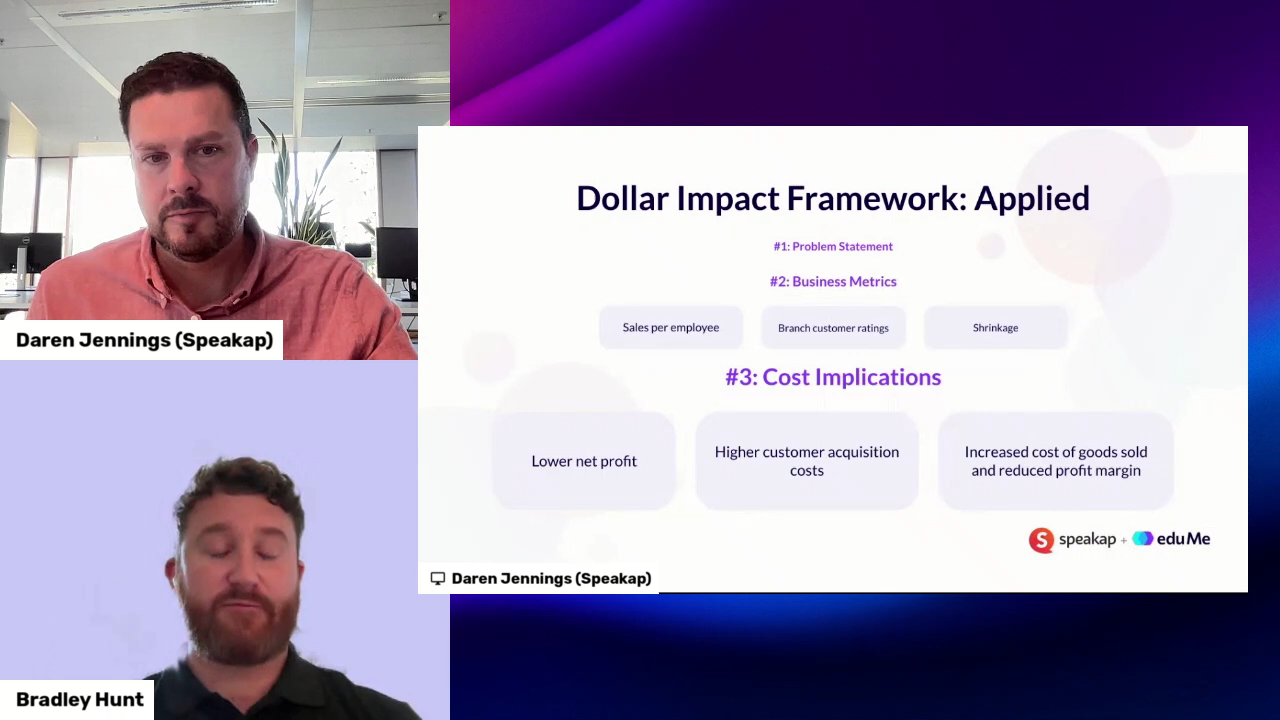 Dollar Impact Framework: Applied
#1: Problem Statement
#2: Business Metrics
Sales per employee
Branch customer ratings
Shrinkage
#3: Cost Implications
Lower net profit
Higher customer acquisition
costs
Increased cost of goods sold
and reduced profit margin
S speakap + eduMe
Daren Jennings (Speakap)
Daren Jennings (Speakap)
Bradley Hunt